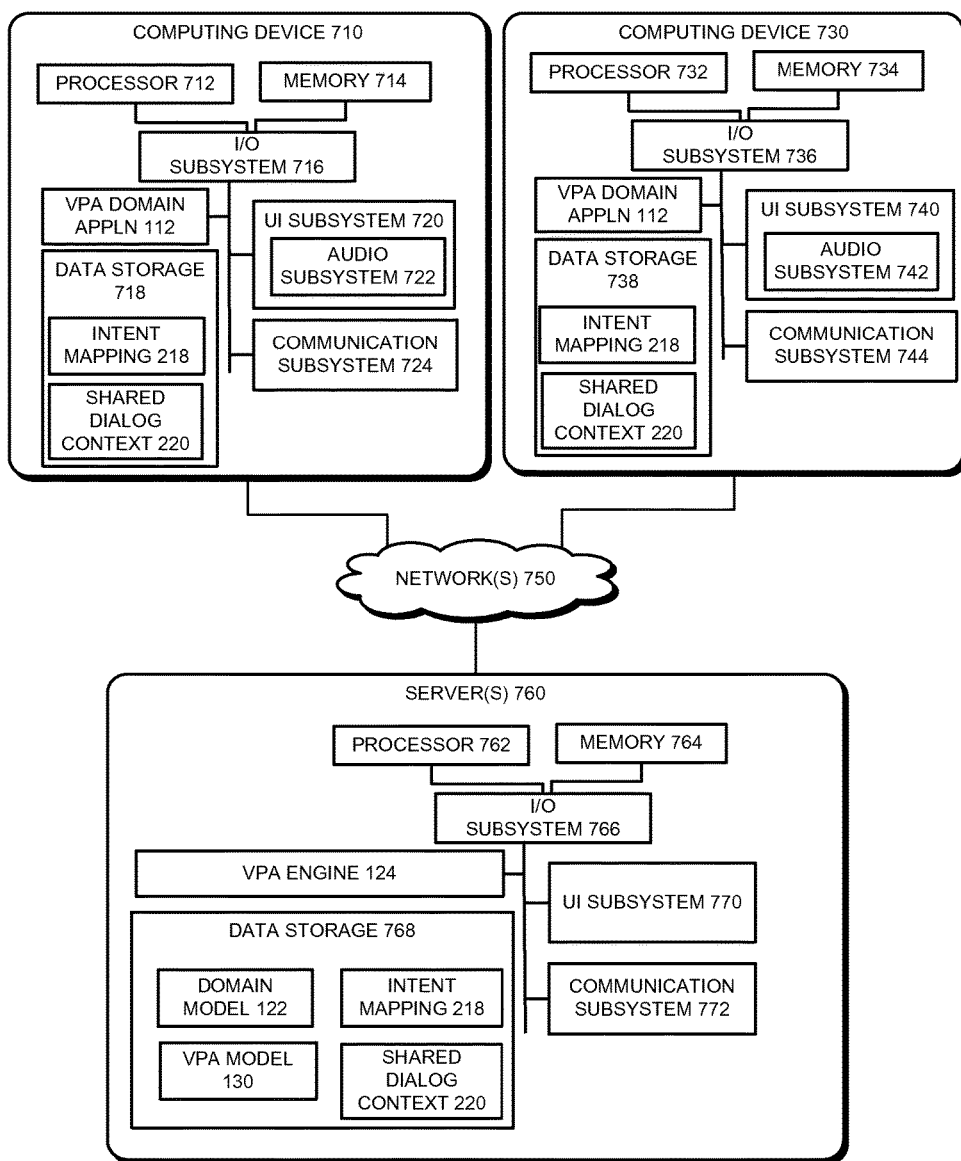 COMPUTING DEVICE 710
PROCESSOR 712
MEMORY 714
I/O
SUBSYSTEM 716
VPA DOMAIN
APPLN 112
UI SUBSYSTEM 720
AUDIO
SUBSYSTEM 722
DATA STORAGE
718
INTENT
MAPPING 218
SHARED
DIALOG
CONTEXT 220
COMMUNICATION
SUBSYSTEM 724
COMPUTING DEVICE 730
PROCESSOR 732
MEMORY 734
I/O
SUBSYSTEM 736
VPA DOMAIN
APPLN 112
UI SUBSYSTEM 740
AUDIO
SUBSYSTEM 742
DATA STORAGE
738
INTENT
MAPPING 218
SHARED
DIALOG
CONTEXT 220
COMMUNICATION
SUBSYSTEM 744
NETWORK(S) 750
SERVER(S) 760
PROCESSOR 762
MEMORY 764
I/O
SUBSYSTEM 766
VPA ENGINE 124
UI SUBSYSTEM 770
DATA STORAGE 768
DOMAIN
MODEL 122
INTENT
MAPPING 218
VPA MODEL
130
SHARED
DIALOG
CONTEXT 220
COMMUNICATION
SUBSYSTEM 772